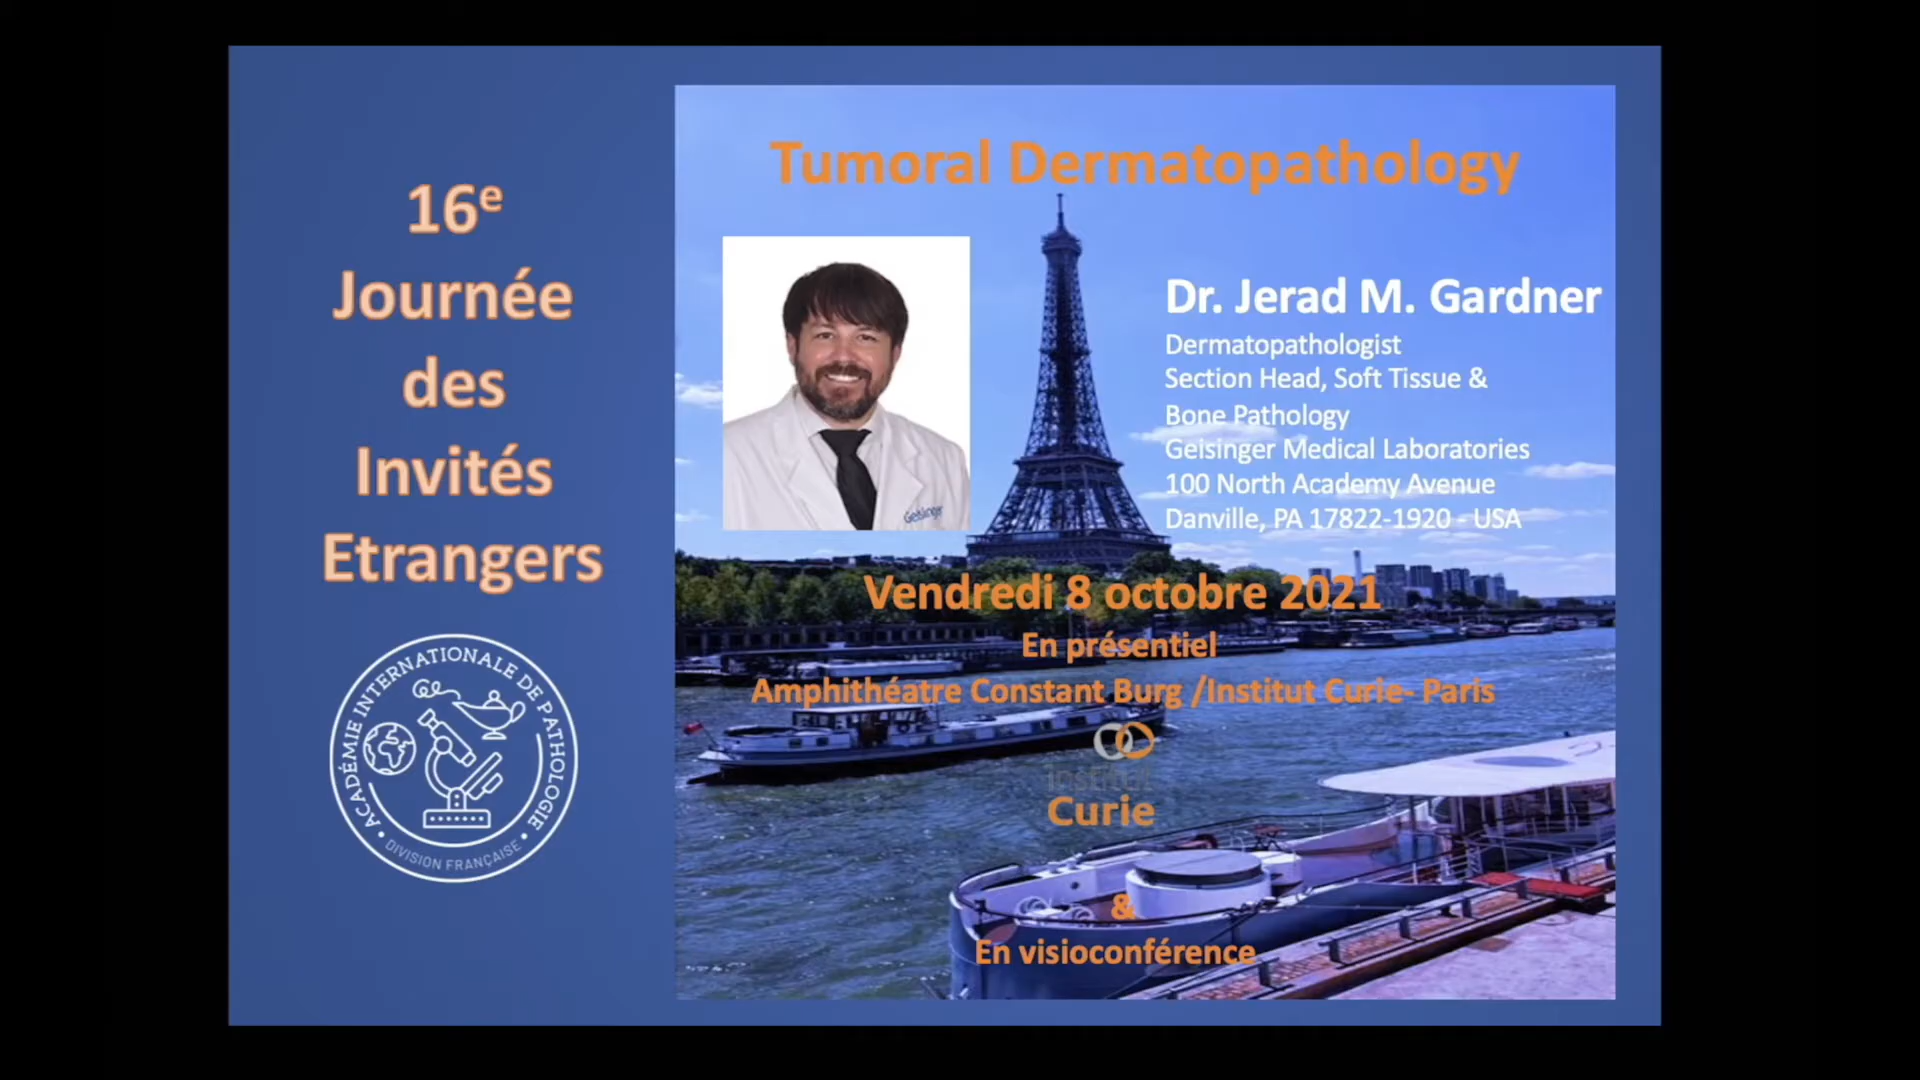 16e
Journée
des
Invités
Etrangers
ACADÉMIE INTERNATIONALE DE PATHOLOGIE
DIVISION FRANÇAISE
Tumoral Dermatopathology
Geisinger
Dr. Jerad M. Gardner
Dermatopathologist
Section Head, Soft Tissue &
Bone Pathology
Geisinger Medical Laboratories
100 North Academy Avenue
Danville, PA 17822-1920 - USA
Vendredi 8 octobre 2021
En présentiel
Amphithéatre Constant Burg /Institut Curie- Paris
institut
Curie
&
En visioconférence